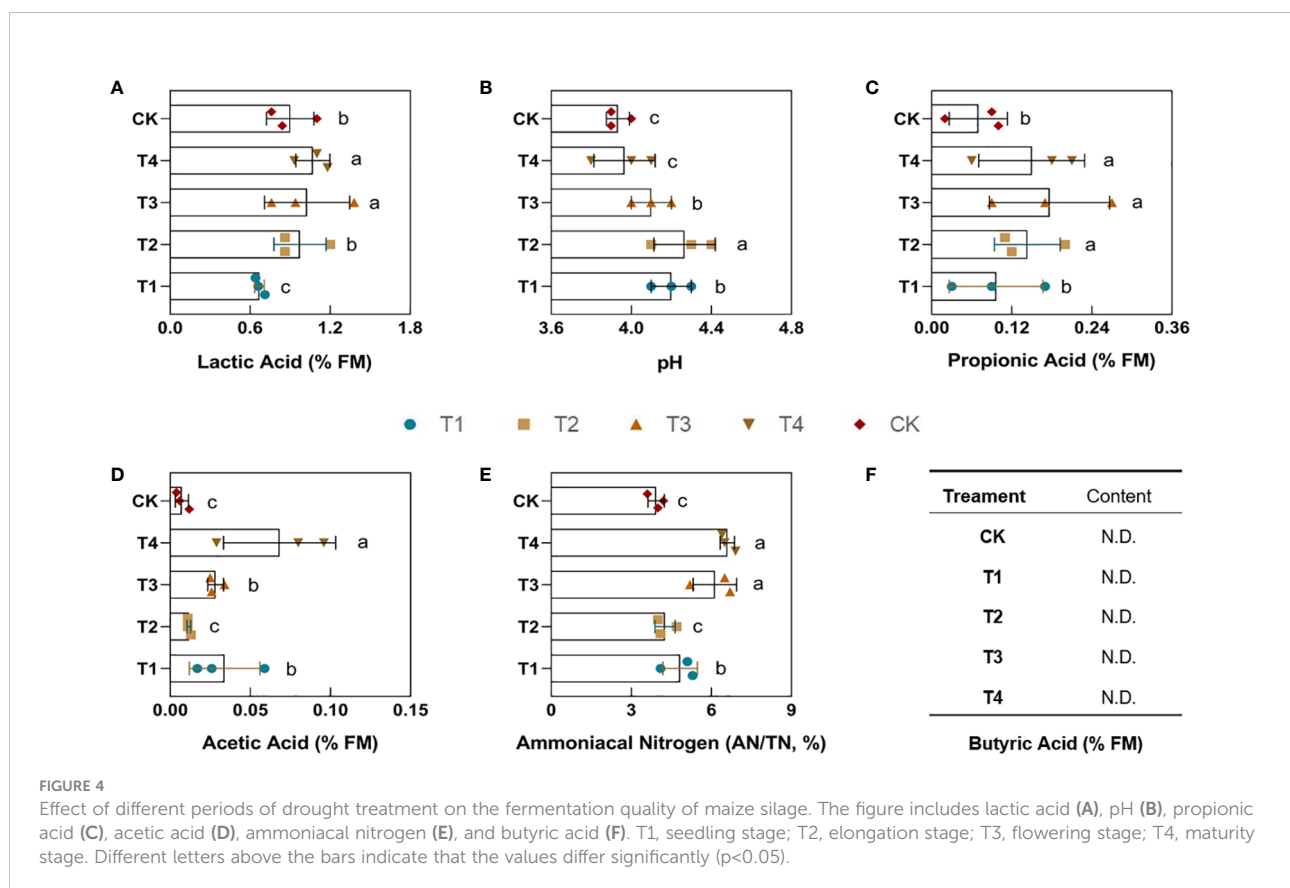 A
CK
b
T4
a
T3
a
T2
b
T1
c
0.0 0.6 1.2 1.8
Lactic Acid (% FM)
B
CK
c
T4
c
T3
b
T2
a
T1
b
3.6 4.0 4.4 4.8
pH
C
CK
b
T4
a
T3
a
T2
a
T1
b
0.00 0.12 0.24 0.36
Propionic Acid (% FM)
T1 T2 T3 T4 CK
D
CK
c
T4
a
T3
b
T2
c
T1
b
0.00 0.05 0.10 0.15
Acetic Acid (% FM)
E
CK
c
T4
a
T3
a
T2
c
T1
b
0 3 6 9
Ammoniacal Nitrogen (AN/TN, %)
F
Treament Content
CK N.D.
T1 N.D.
T2 N.D.
T3 N.D.
T4 N.D.
Butyric Acid (% FM)
FIGURE 4
Effect of different periods of drought treatment on the fermentation quality of maize silage. The figure includes lactic acid (A), pH (B), propionic
acid (C), acetic acid (D), ammoniacal nitrogen (E), and butyric acid (F). T1, seedling stage; T2, elongation stage; T3, flowering stage; T4, maturity
stage. Different letters above the bars indicate that the values differ significantly (p<0.05).